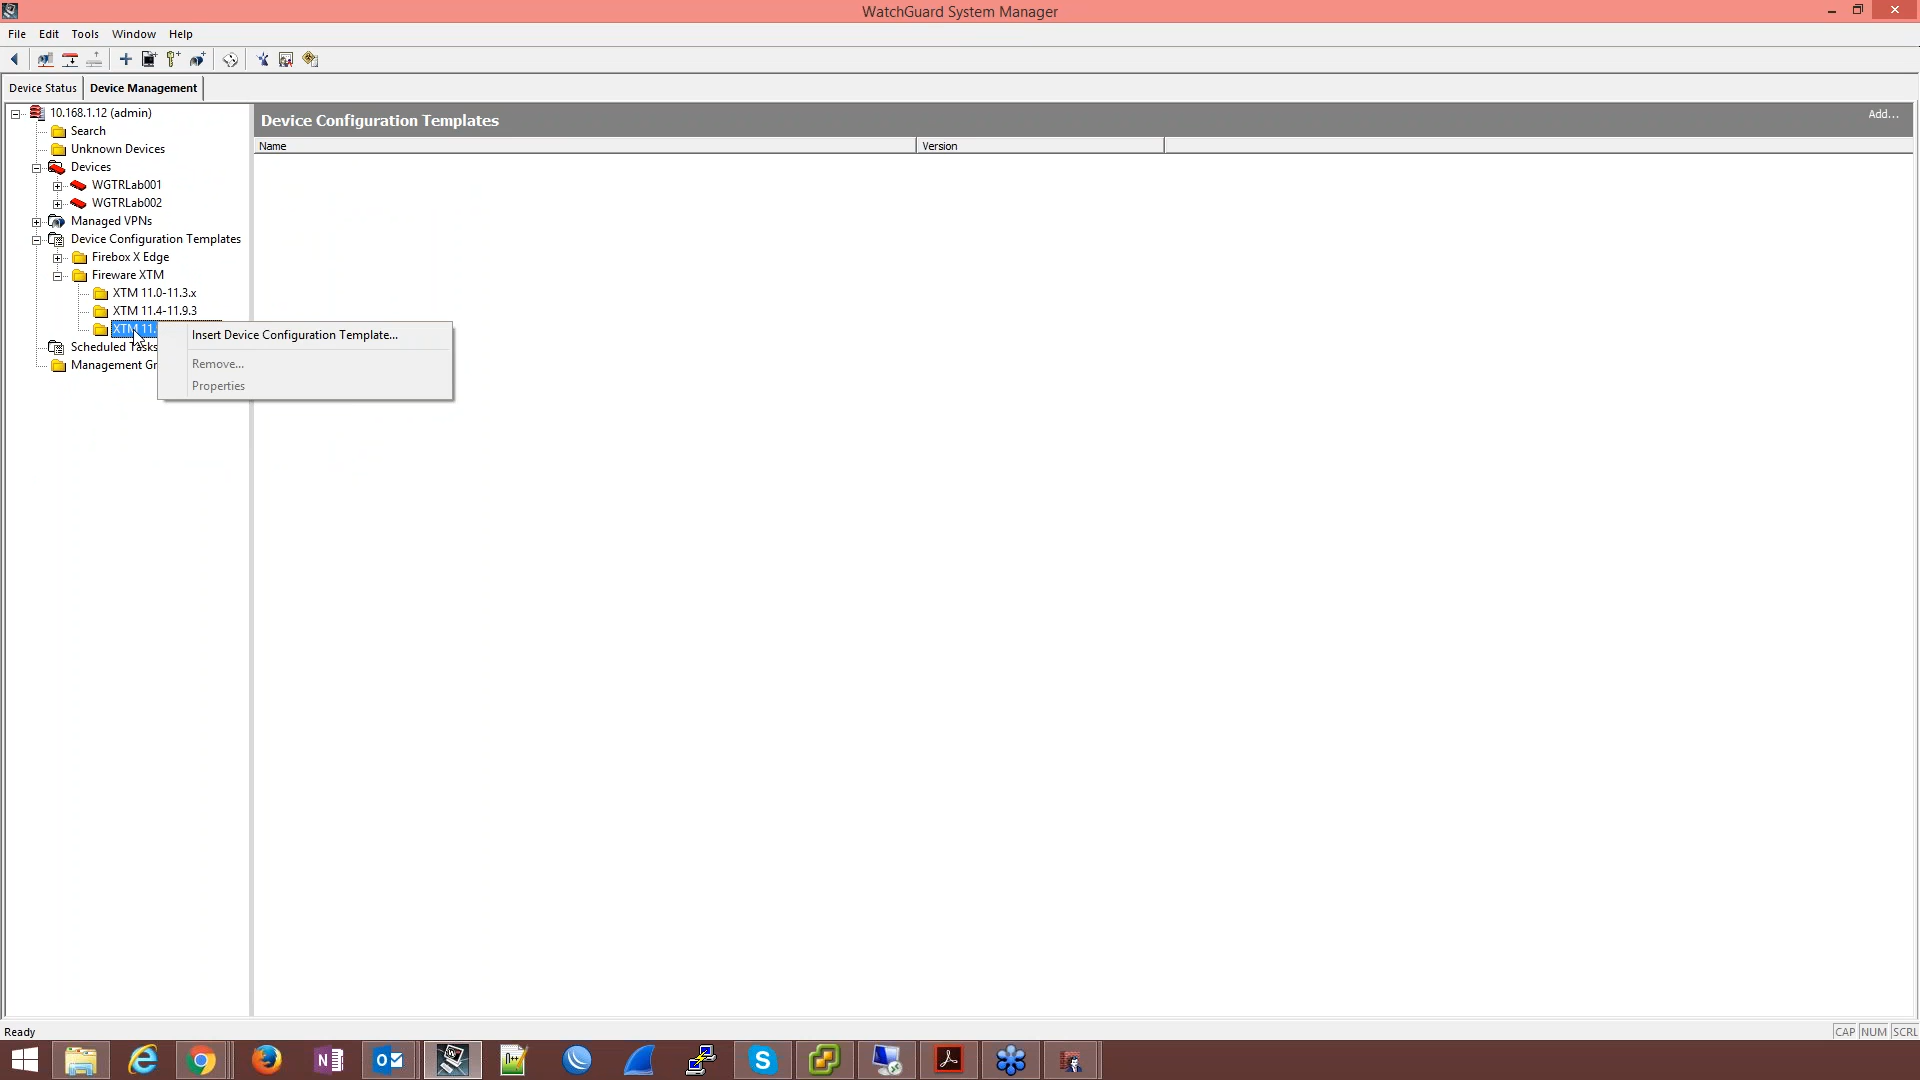 WatchGuard System Manager
File Edit Tools Window Help
Device Status Device Management
10.168.1.12 (admin)
Search
Unknown Devices
Devices
WGTRLab001
WGTRLab002
Managed VPNs
Device Configuration Templates
Firebox X Edge
Fireware XTM
XTM 11.0-11.3.x
XTM 11.4-11.9.3
XTM 11.
Scheduled Tasks
Management Gr
Insert Device Configuration Template...
Remove...
Properties
Device Configuration Templates
Add...
Name Version
Ready
CAP NUM SCRL